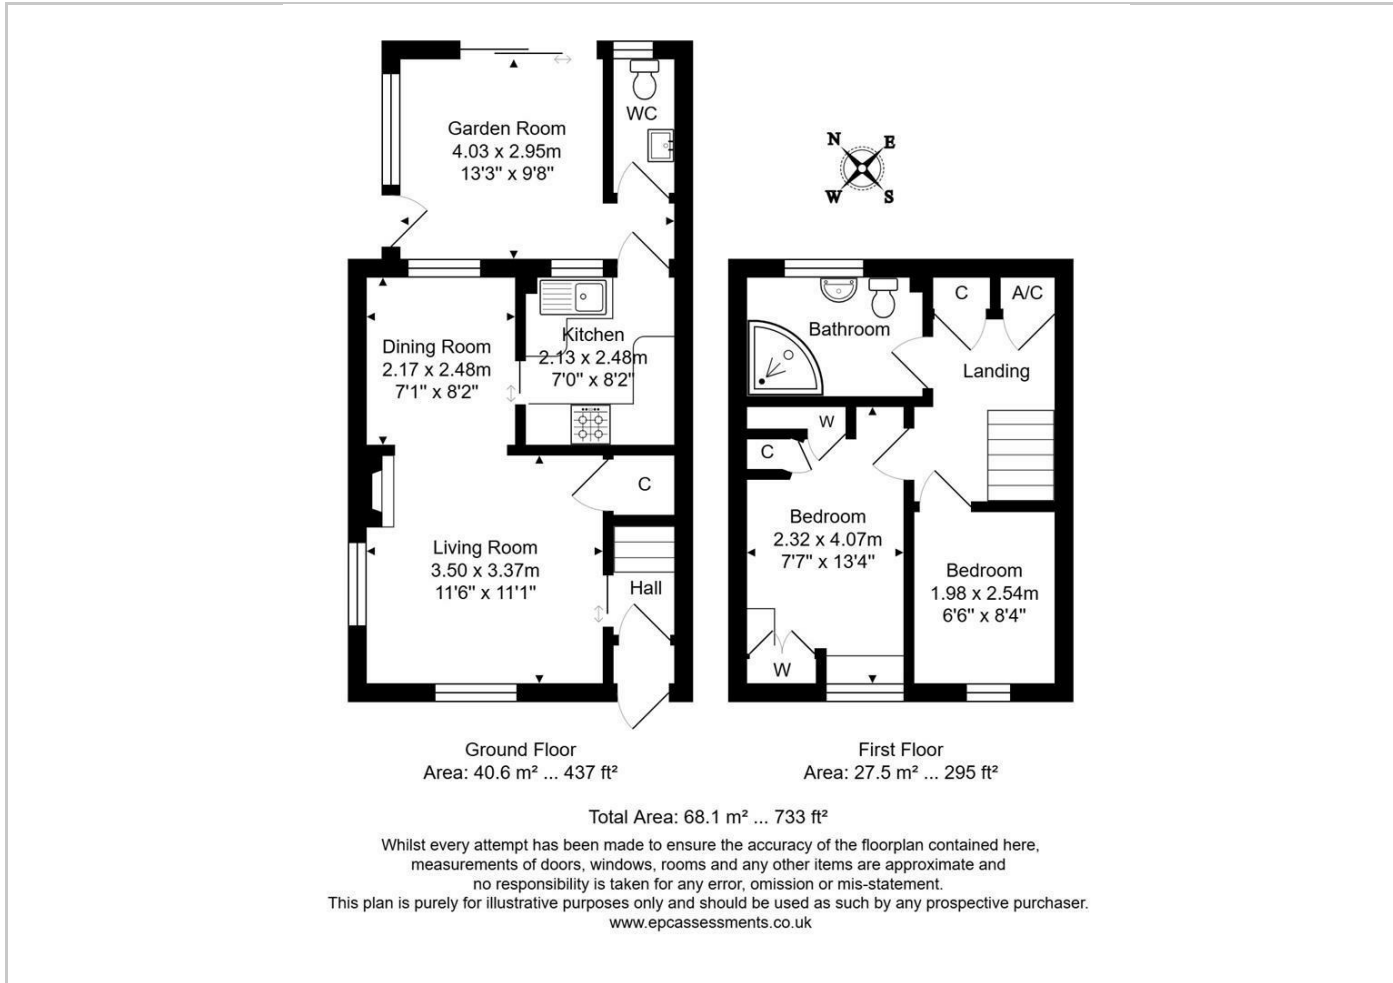 Garden Room
4.03 x 2.95m
13'3" x 9'8"
WC
N
E
W
S
Dining Room
2.17 x 2.48m
7'1" x 8'2"
Kitchen
2.13 x 2.48m
7'0" x 8'2"
C
Living Room
3.50 x 3.37m
11'6" x 11'1"
Hall
Bathroom
C
A/C
Landing
W
C
Bedroom
2.32 x 4.07m
7'7" x 13'4"
W
Bedroom
1.98 x 2.54m
6'6" x 8'4"
Ground Floor
Area: 40.6 m² ... 437 ft²
First Floor
Area: 27.5 m² ... 295 ft²
Total Area: 68.1 m² ... 733 ft²
Whilst every attempt has been made to ensure the accuracy of the floorplan contained here,
measurements of doors, windows, rooms and any other items are approximate and
no responsibility is taken for any error, omission or mis-statement.
This plan is purely for illustrative purposes only and should be used as such by any prospective purchaser.
www.epcassessments.co.uk